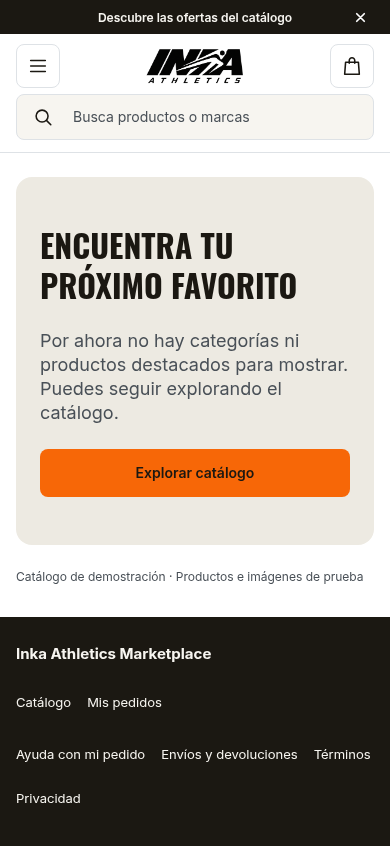 Descubre las ofertas del catálogo
INKA
ATHLETICS
Busca productos o marcas
ENCUENTRA TU
PRÓXIMO FAVORITO
Por ahora no hay categorías ni
productos destacados para mostrar.
Puedes seguir explorando el
catálogo.
Explorar catálogo
Catálogo de demostración · Productos e imágenes de prueba
Inka Athletics Marketplace
Catálogo Mis pedidos
Ayuda con mi pedido Envíos y devoluciones Términos
Privacidad